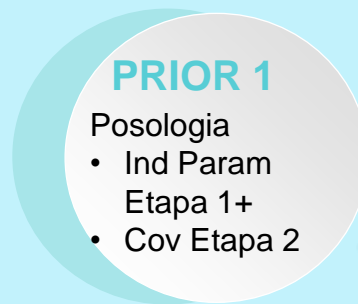 PRIOR 1
Posologia
• Ind Param
Etapa 1+
• Cov Etapa 2